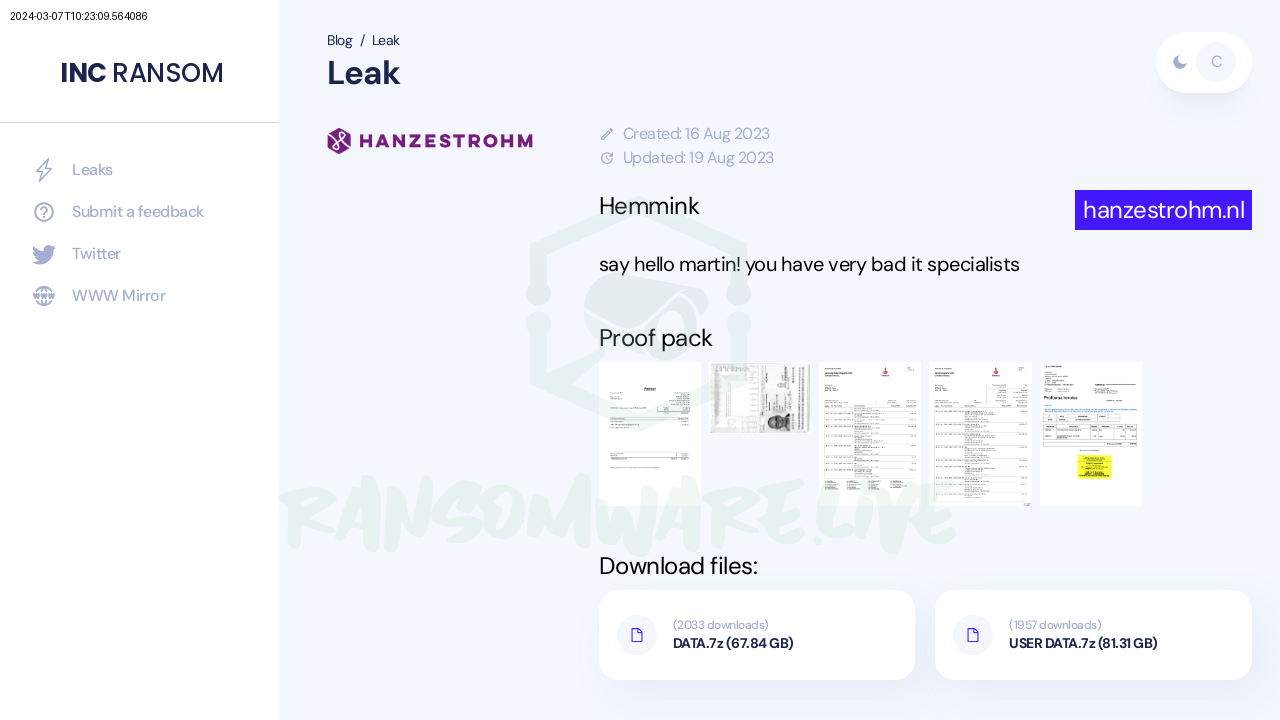 2024-03-07T10:23:09.564086
INC RANSOM
Leaks
Submit a feedback
Twitter
WWW Mirror
Blog / Leak
Leak
C
HANZESTROHM
Created: 16 Aug 2023
Updated: 19 Aug 2023
Hemmink
hanzestrohm.nl
say hello martin! you have very bad it specialists
Proof pack
Proforma Invoice
RANSOMWARE.LIVE
Download files:
(2033 downloads)
DATA.7z (67.84 GB)
(1957 downloads)
USER DATA.7z (81.31 GB)